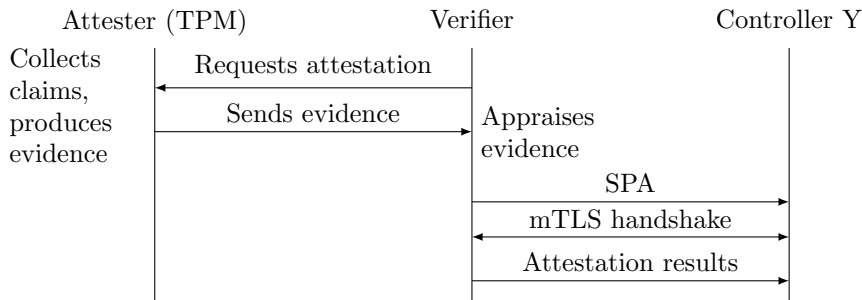 Attester (TPM)
Verifier
Controller Y
Collects
claims,
produces
evidence
Requests attestation
Sends evidence
Appraises
evidence
SPA
mTLS handshake
Attestation results